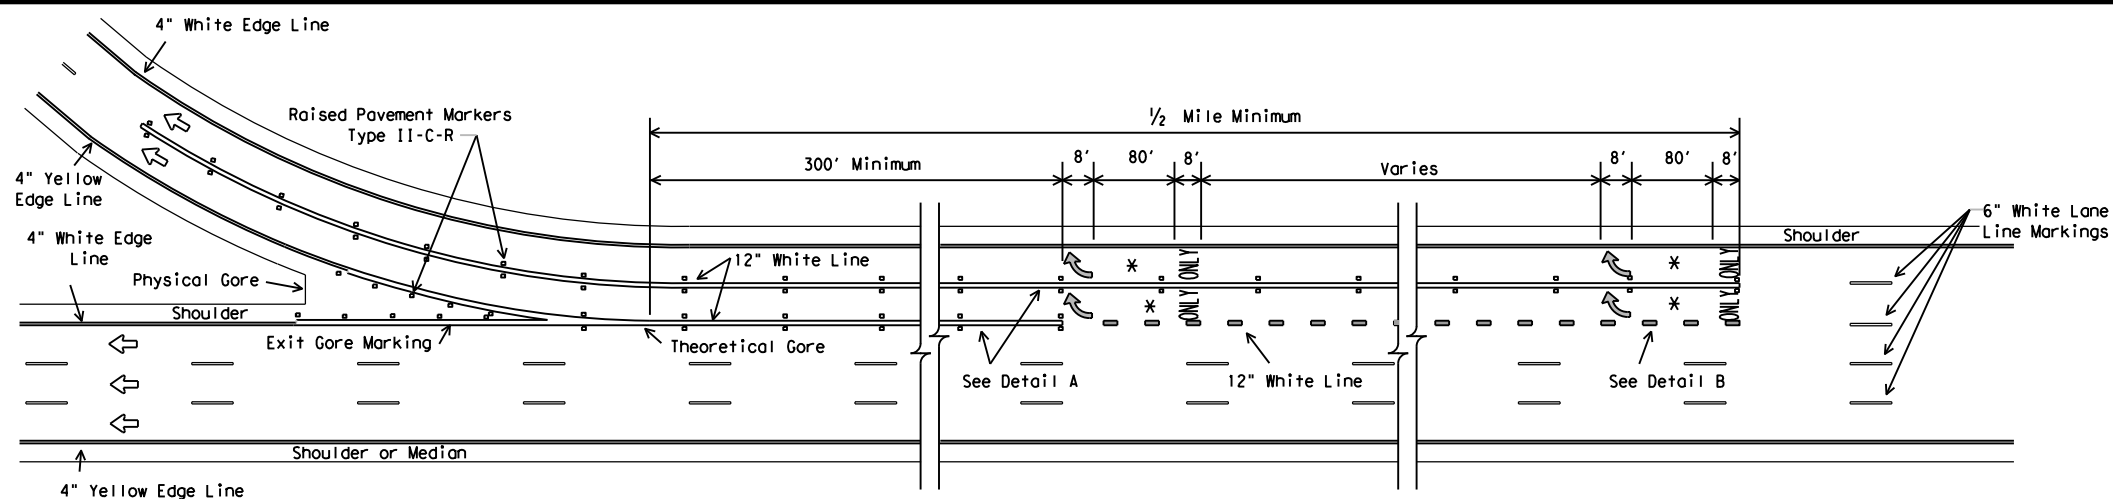 4" White Edge Line
Raised Pavement Markers
Type II-C-R
½ Mile Minimum
300' Minimum
8'
80'
8'
Varies
8'
80'
8'
4" Yellow
Edge Line
4" White Edge
Line
6" White Lane
Line Markings
Shoulder
Physical Gore
12" White Line
*
ONLY
*
ONLY
*
ONLY
*
ONLY
Shoulder
Exit Gore Marking
Theoretical Gore
See Detail A
12" White Line
See Detail B
Shoulder or Median
4" Yellow Edge Line